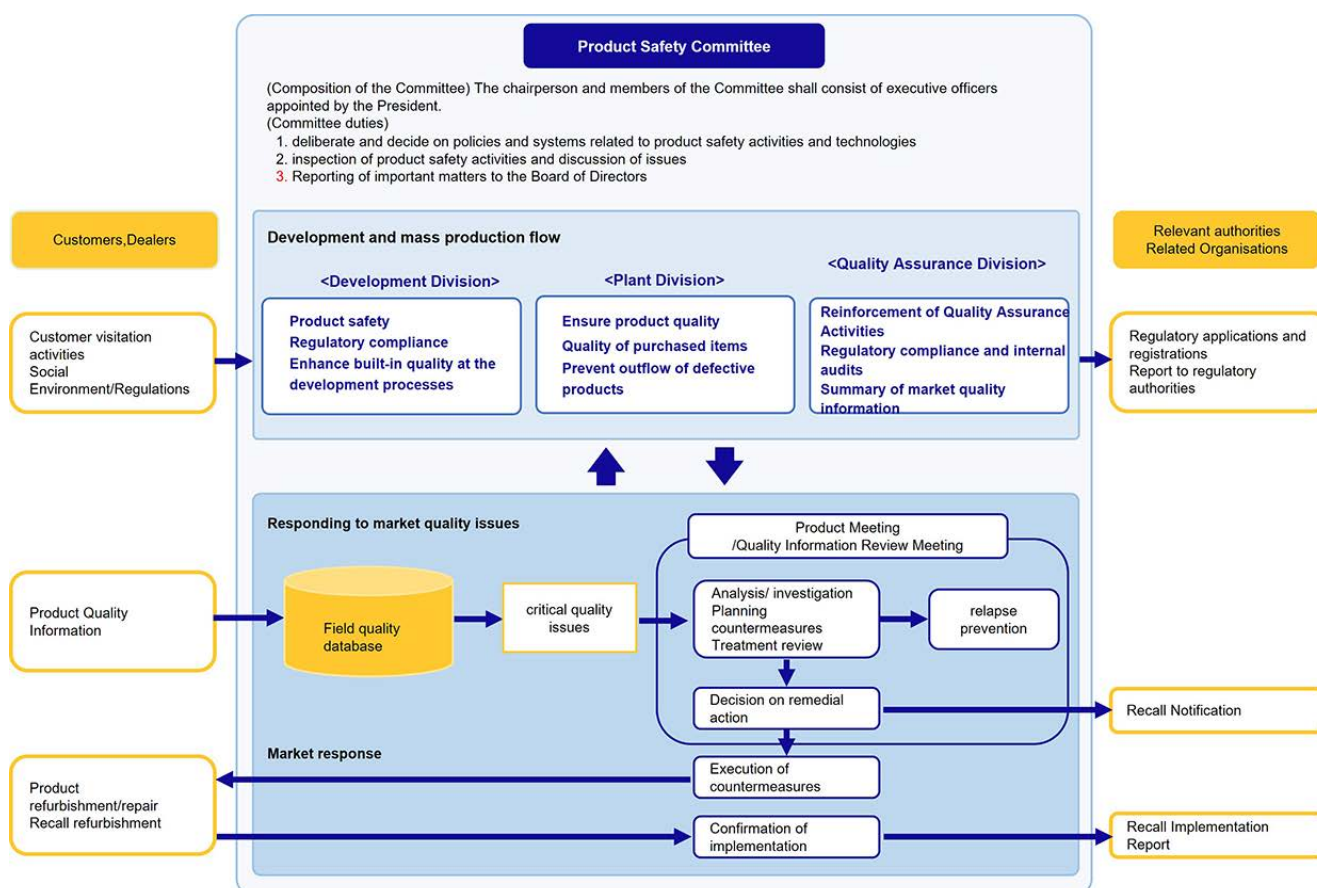 Product Safety Committee
(Composition of the Committee) The chairperson and members of the Committee shall consist of executive officers
appointed by the President.
(Committee duties)
1. deliberate and decide on policies and systems related to product safety activities and technologies
2. inspection of product safety activities and discussion of issues
3. Reporting of important matters to the Board of Directors
Customers,Dealers
Development and mass production flow
Relevant authorities
Related Organisations
<Development Division>
<Plant Division>
<Quality Assurance Division>
Customer visitation
activities
Social
Environment/Regulations
Product safety
Regulatory compliance
Enhance built-in quality at the
development processes
Ensure product quality
Quality of purchased items
Prevent outflow of defective
products
Reinforcement of Quality Assurance
Activities
Regulatory compliance and internal
audits
Summary of market quality
information
Regulatory applications and
registrations
Report to regulatory
authorities
Responding to market quality issues
Product Meeting
/Quality Information Review Meeting
Product Quality
Information
Field quality
database
critical quality
issues
Analysis/ investigation
Planning
countermeasures
Treatment review
relapse
prevention
Decision on remedial
action
Recall Notification
Market response
Execution of
countermeasures
Product
refurbishment/repair
Recall refurbishment
Confirmation of
implementation
Recall Implementation
Report